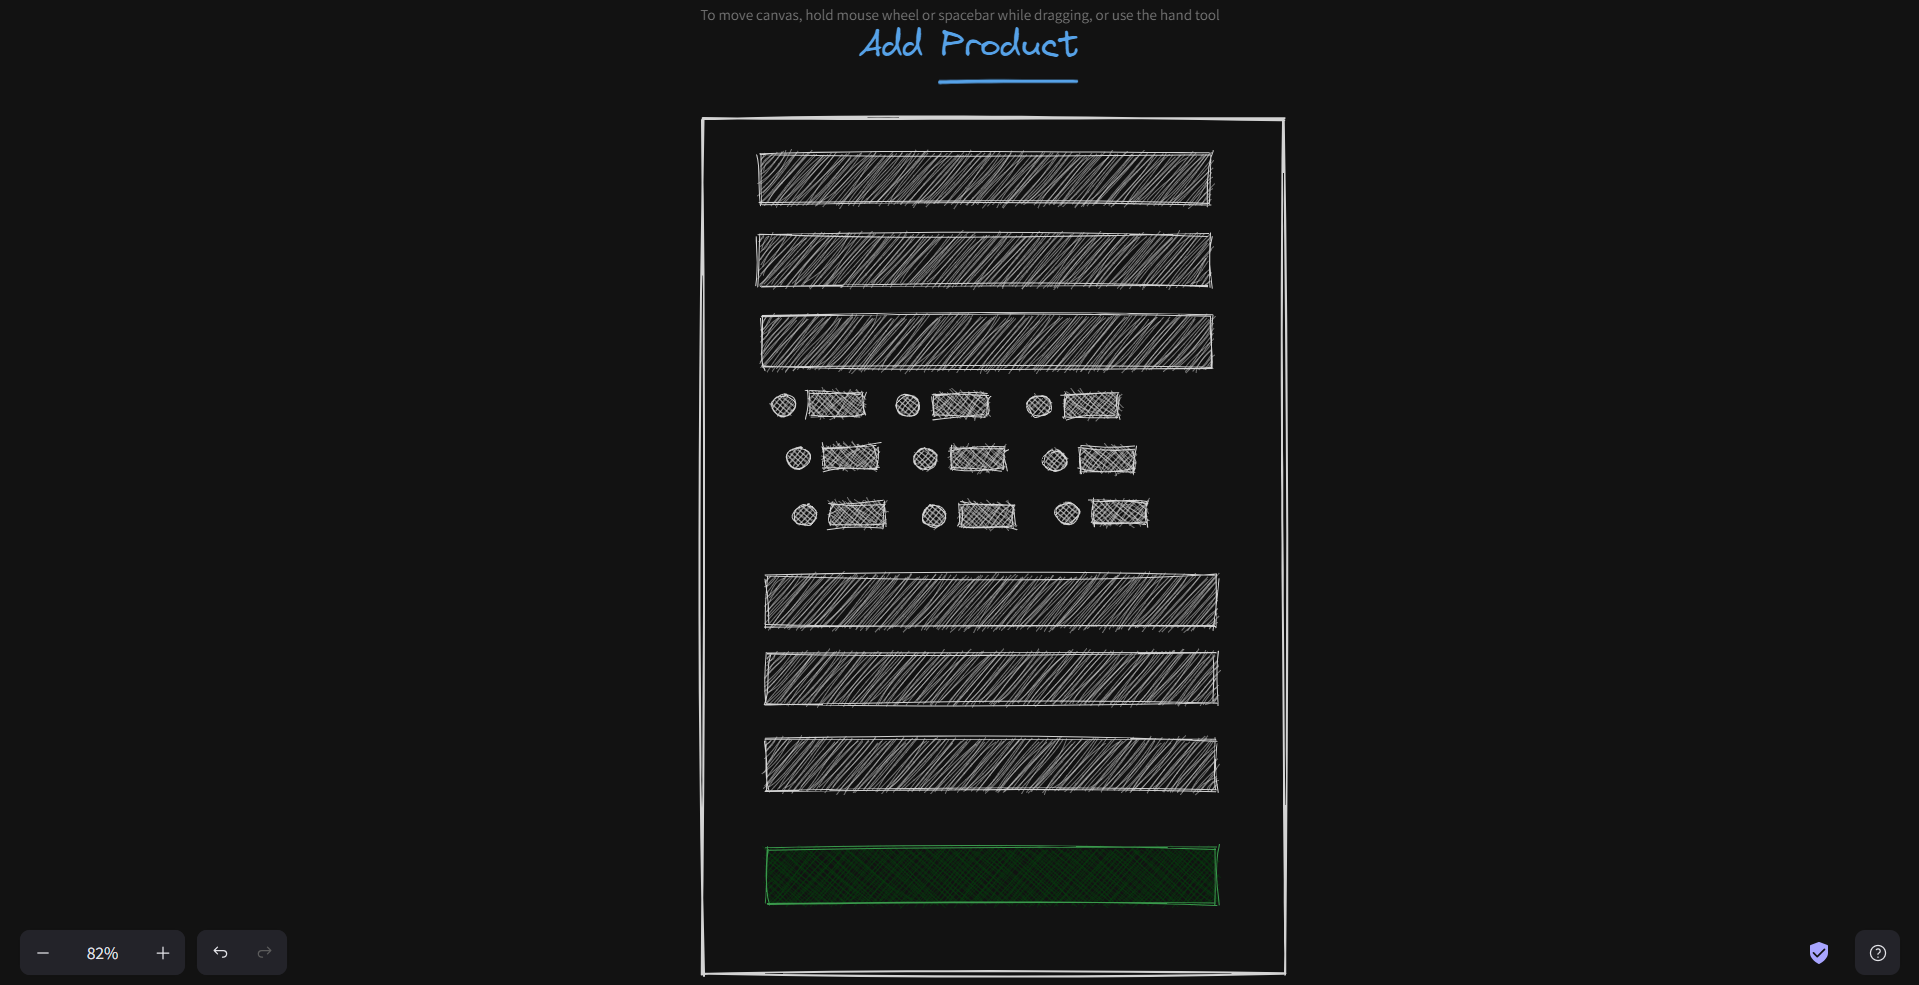 To move canvas, hold mouse wheel or spacebar while dragging, or use the hand tool
Add Product
82%